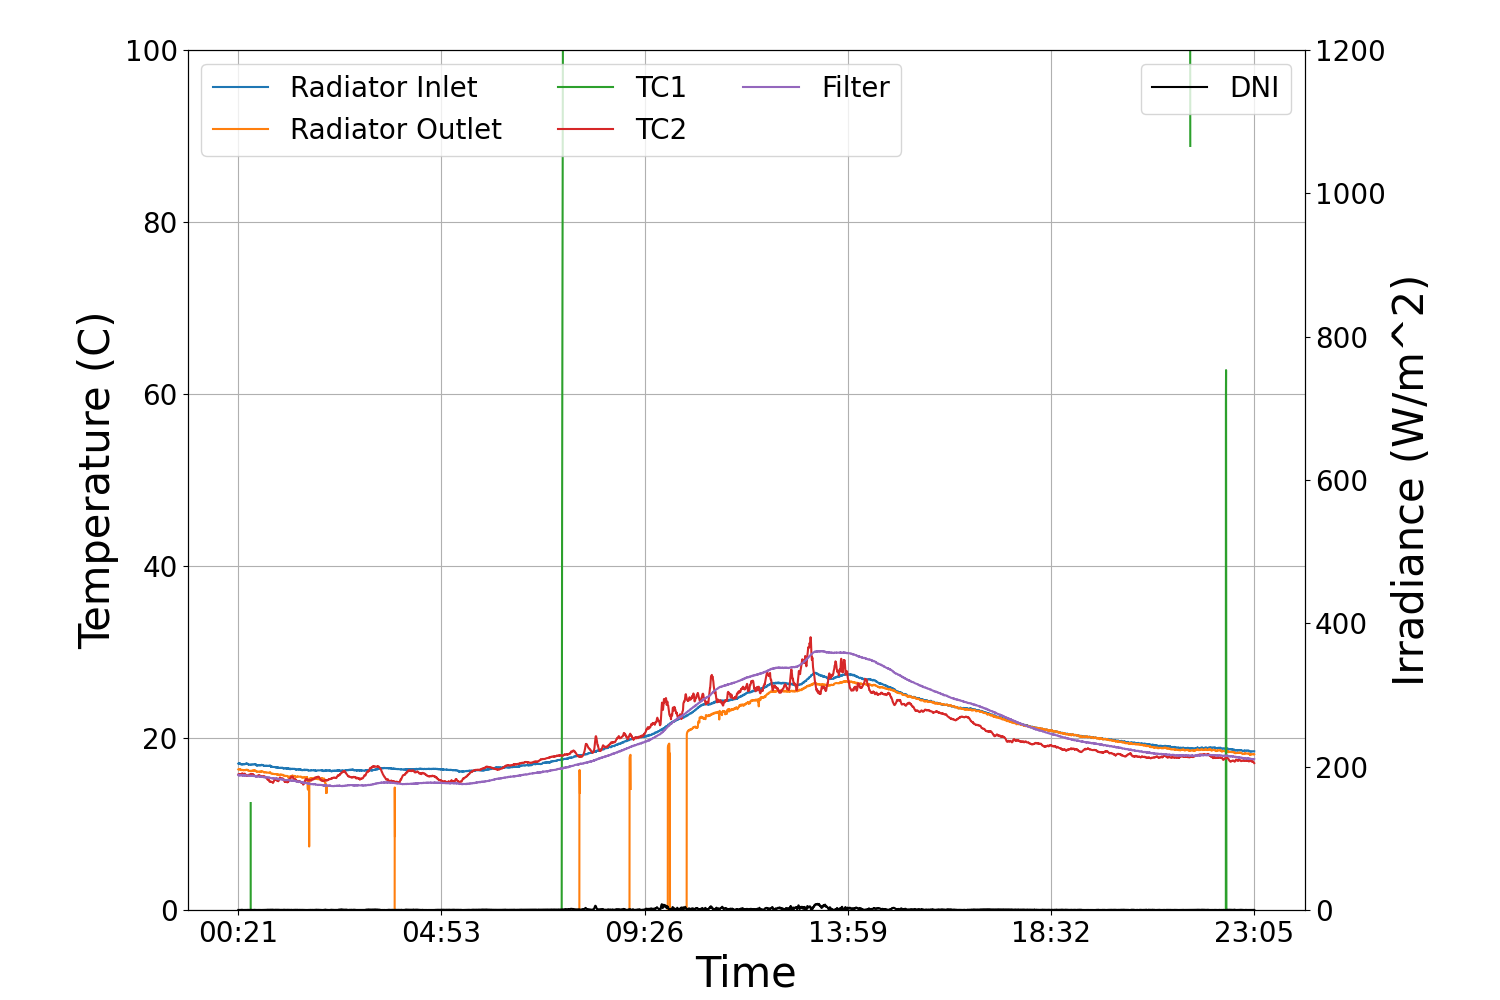 100
80
60
40
20
0
Temperature (C)
Radiator Inlet
Radiator Outlet
TC1
TC2
Filter
DNI
1200
1000
800
600
400
200
0
Irradiance (W/m^2)
00:21 04:53 09:26 13:59 18:32 23:05
Time